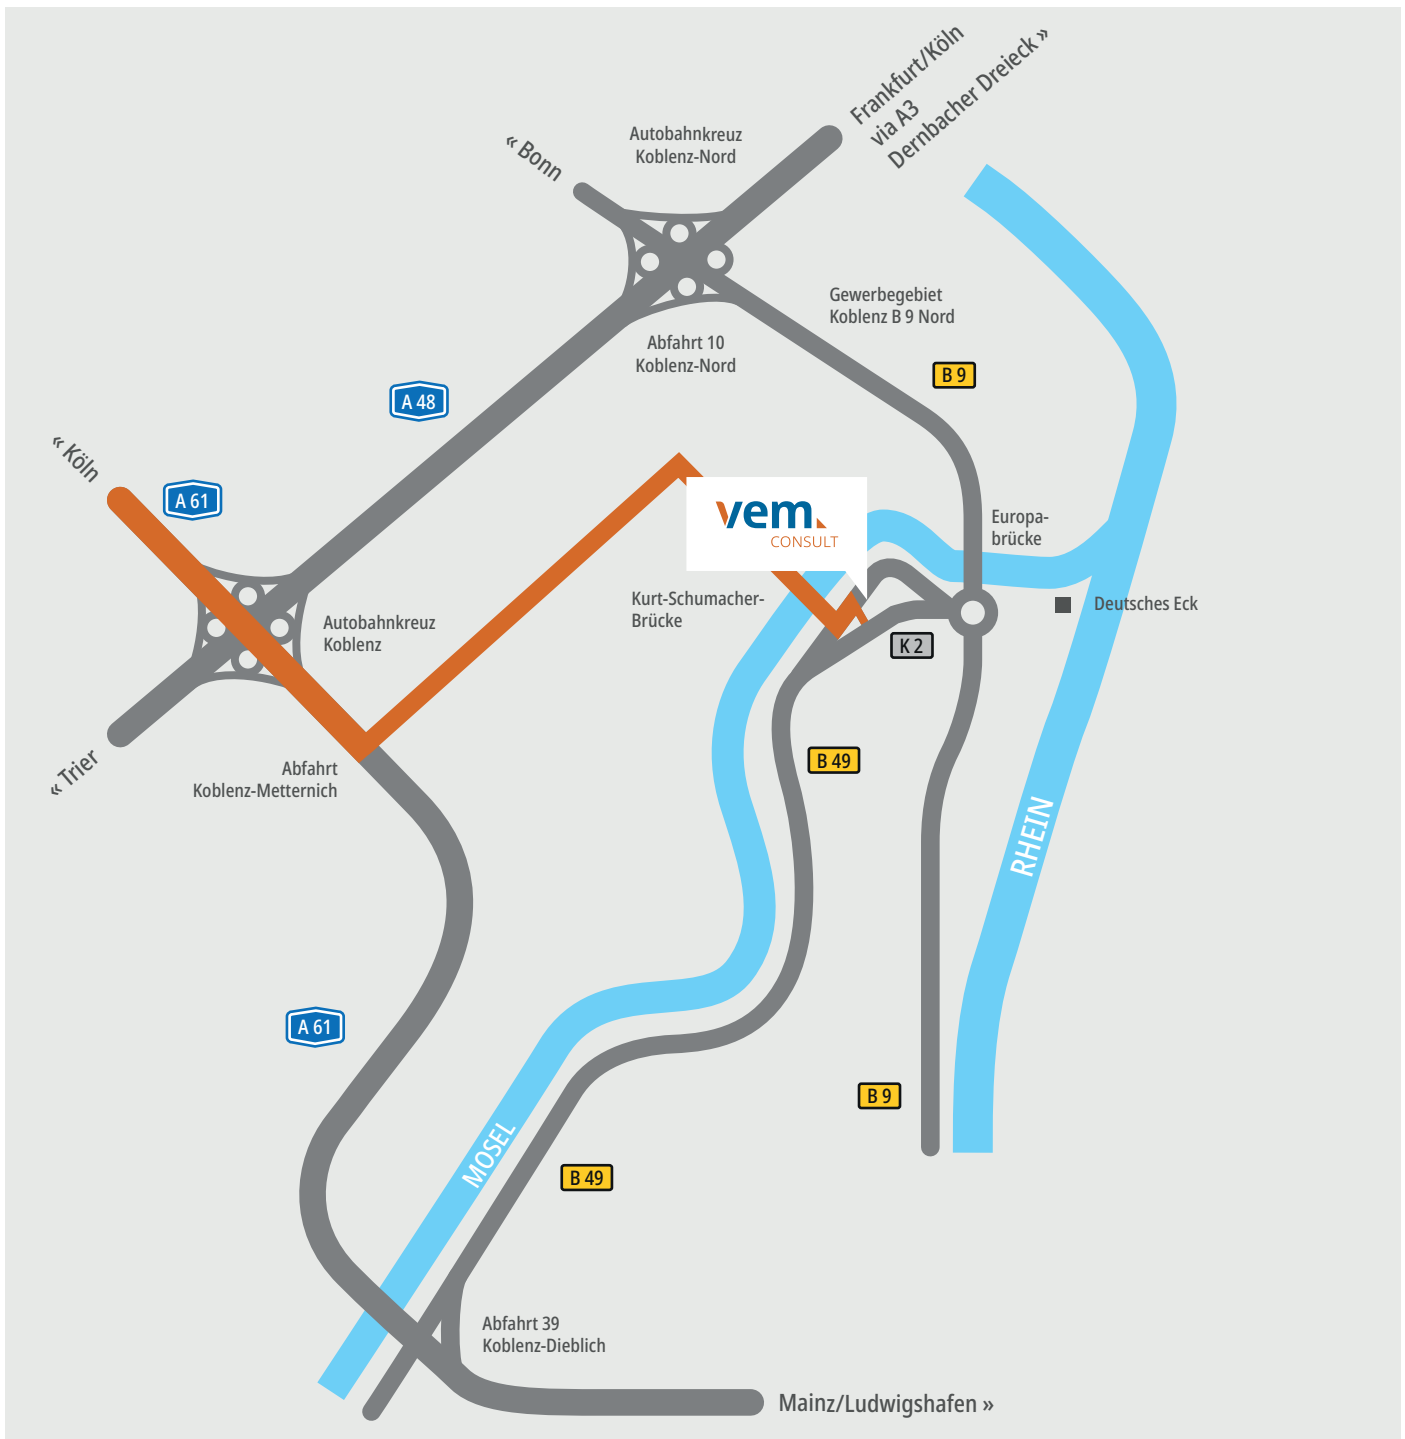 Frankfurt/Köln
via A3
Dernbacher Dreieck »
« Bonn
Autobahnkreuz
Koblenz-Nord
Gewerbegebiet
Koblenz B 9 Nord
Abfahrt 10
Koblenz-Nord
B 9
A 48
« Köln
A 61
vem.
CONSULT
Europa-
brücke
Kurt-Schumacher-
Brücke
Deutsches Eck
Autobahnkreuz
Koblenz
K 2
« Trier
Abfahrt
Koblenz-Metternich
B 49
RHEIN
A 61
B 9
MOSEL
B 49
Abfahrt 39
Koblenz-Dieblich
Mainz/Ludwigshafen »